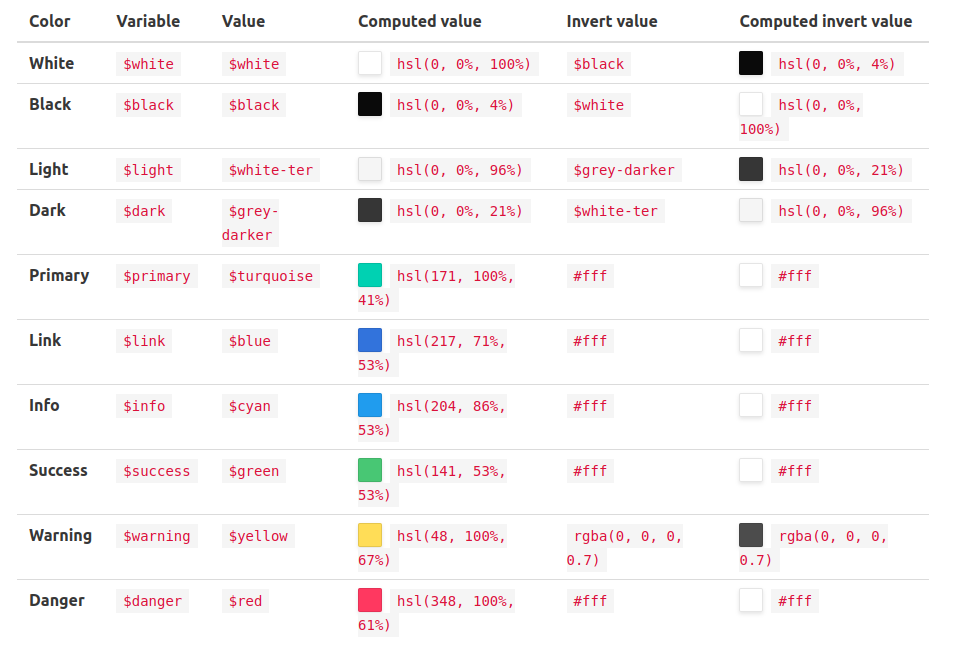 Color Variable Value Computed value Invert value Computed invert value
White $white $white hsl(0, 0%, 100%) $black hsl(0, 0%, 4%)
Black $black $black hsl(0, 0%, 4%) $white hsl(0, 0%,
100%)
Light $light $white-ter hsl(0, 0%, 96%) $grey-darker hsl(0, 0%, 21%)
Dark $dark $grey- hsl(0, 0%, 21%) $white-ter hsl(0, 0%, 96%)
darker
Primary $primary $turquoise hsl(171, 100%, #fff #fff
41%)
Link $link $blue hsl(217, 71%, #fff #fff
53%)
Info $info $cyan hsl(204, 86%, #fff #fff
53%)
Success $success $green hsl(141, 53%, #fff #fff
53%)
Warning $warning $yellow hsl(48, 100%, rgba(0, 0, 0, rgba(0, 0, 0,
67%) 0.7) 0.7)
Danger $danger $red hsl(348, 100%, #fff #fff
61%)